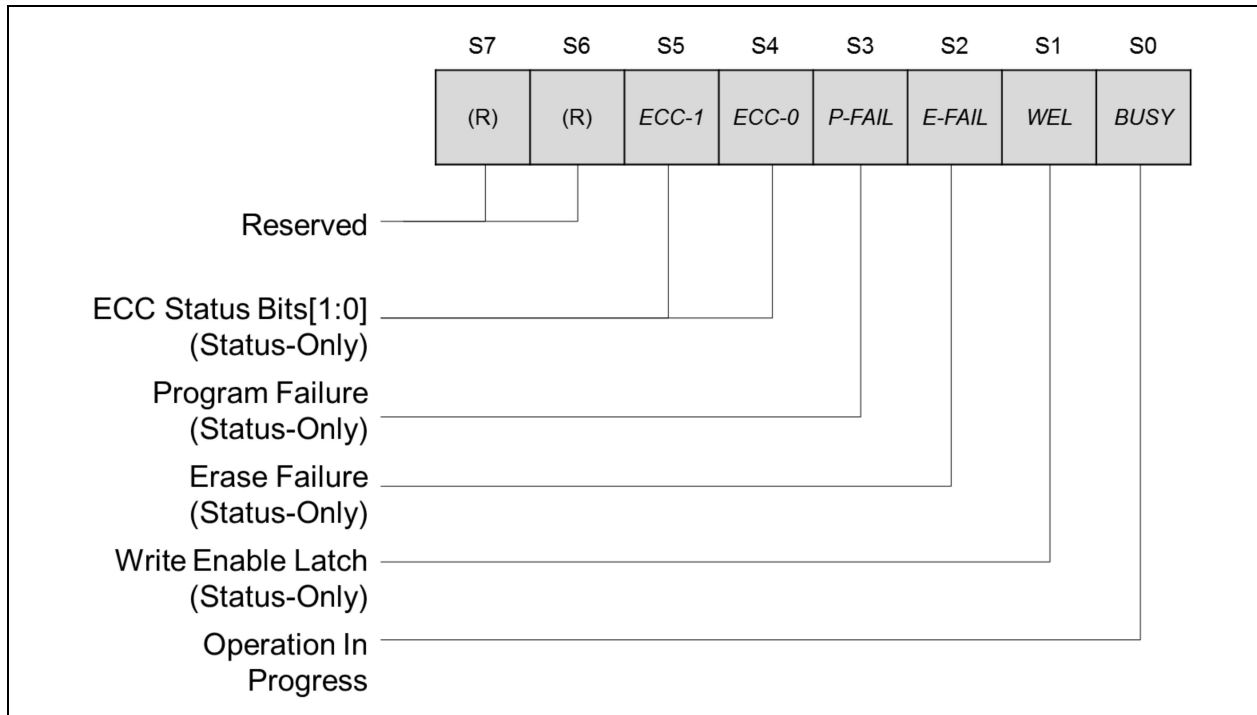 S7 S6 S5 S4 S3 S2 S1 S0
(R) (R) ECC-1 ECC-0 P-FAIL E-FAIL WEL BUSY
Reserved
ECC Status Bits[1:0]
(Status-Only)
Program Failure
(Status-Only)
Erase Failure
(Status-Only)
Write Enable Latch
(Status-Only)
Operation In
Progress